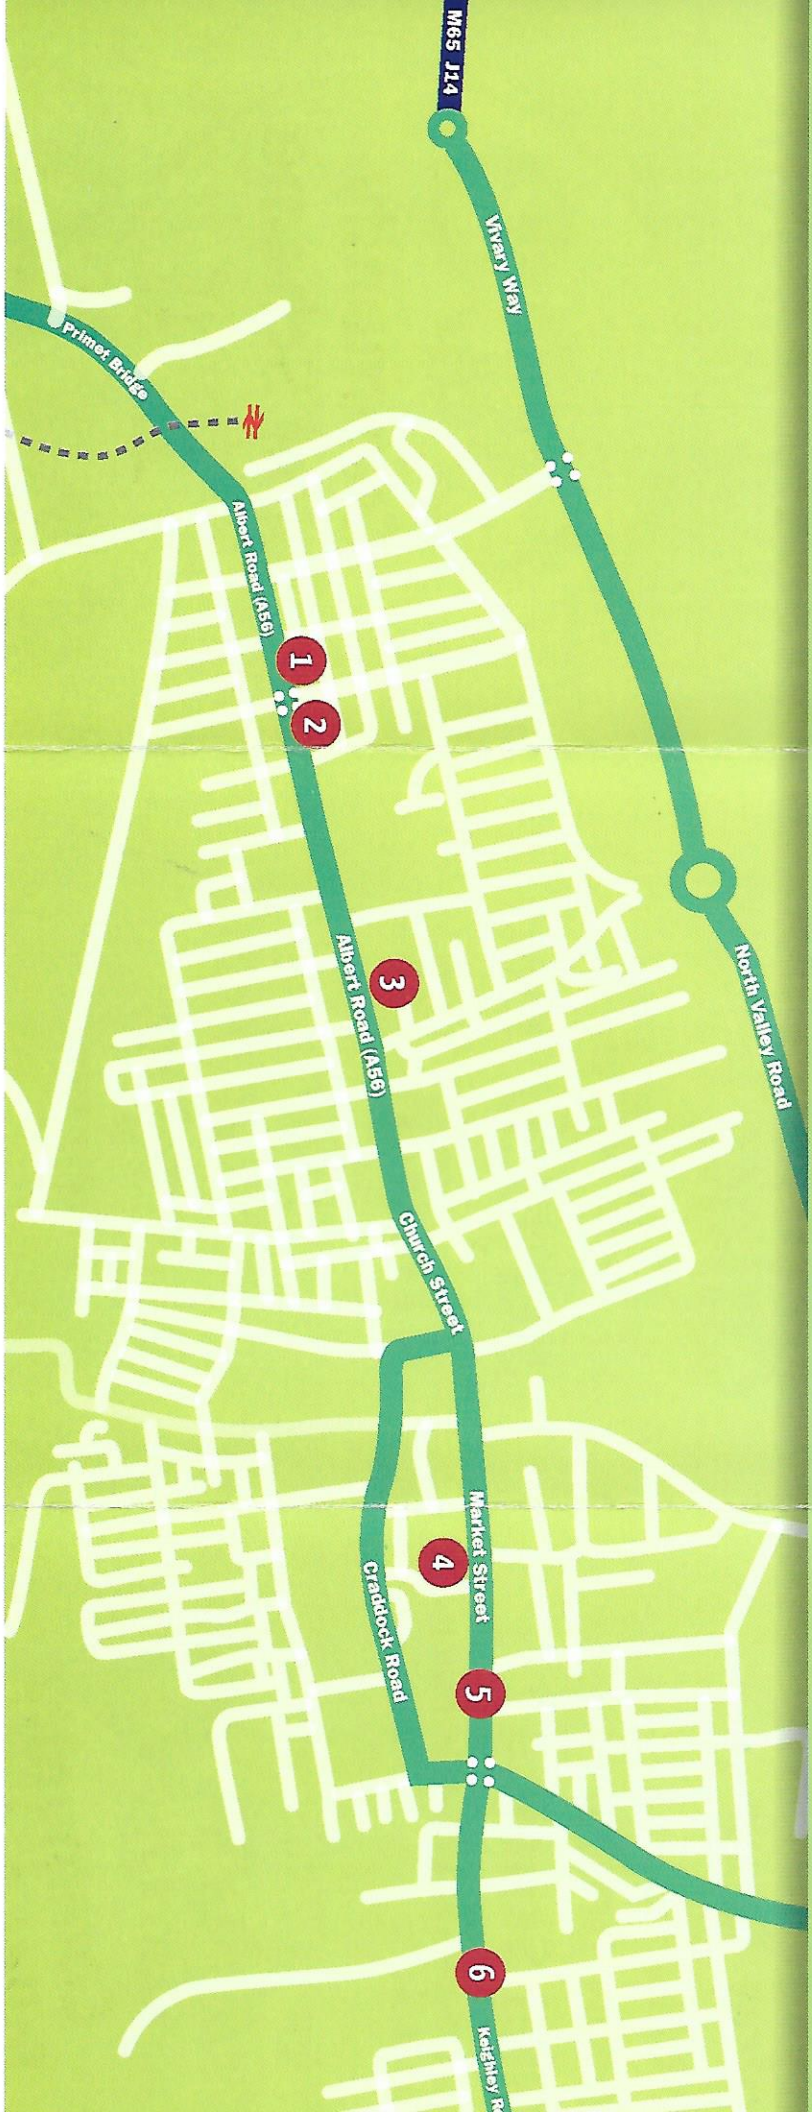 M65 J14
Vivary Way
North Valley Road
Primet Bridge
Albert Road (A56)
1
2
3
Albert Road (A56)
Church Street
Market Street
4
Craddock Road
5
6
Keighley